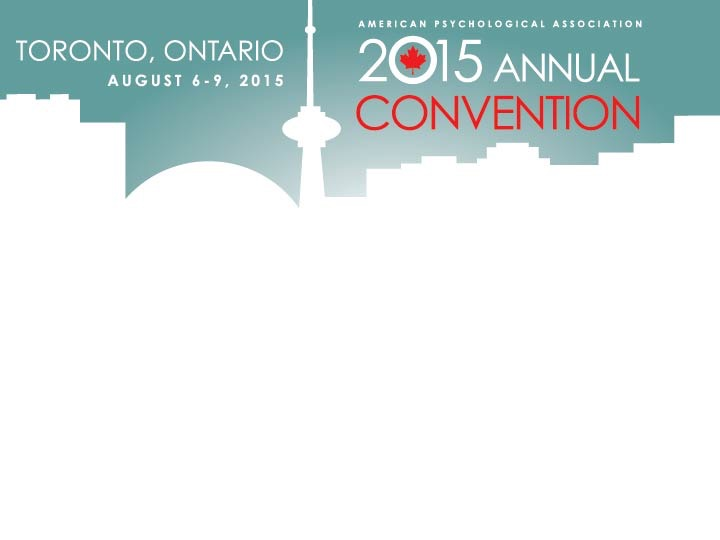 TORONTO, ONTARIO
AUGUST 6-9, 2015
AMERICAN PSYCHOLOGICAL ASSOCIATION
2015 ANNUAL
CONVENTION